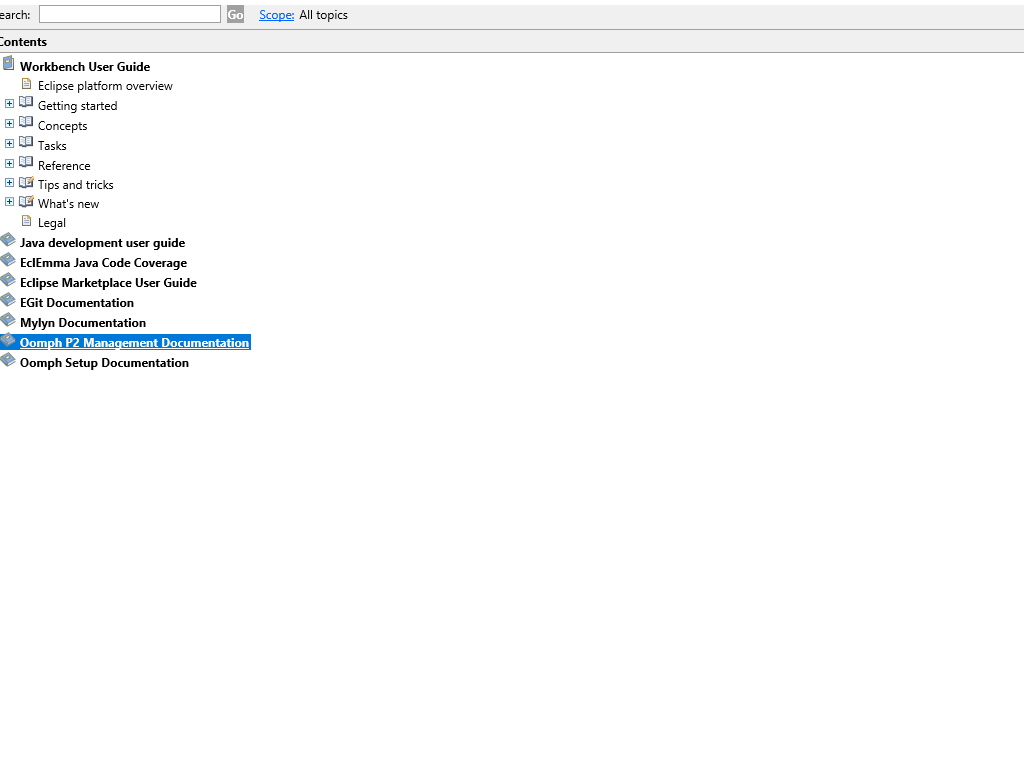 earch: Go Scope: All topics
Contents
Workbench User Guide
Eclipse platform overview
Getting started
Concepts
Tasks
Reference
Tips and tricks
What's new
Legal
Java development user guide
EclEmma Java Code Coverage
Eclipse Marketplace User Guide
EGit Documentation
Mylyn Documentation
Oomph P2 Management Documentation
Oomph Setup Documentation